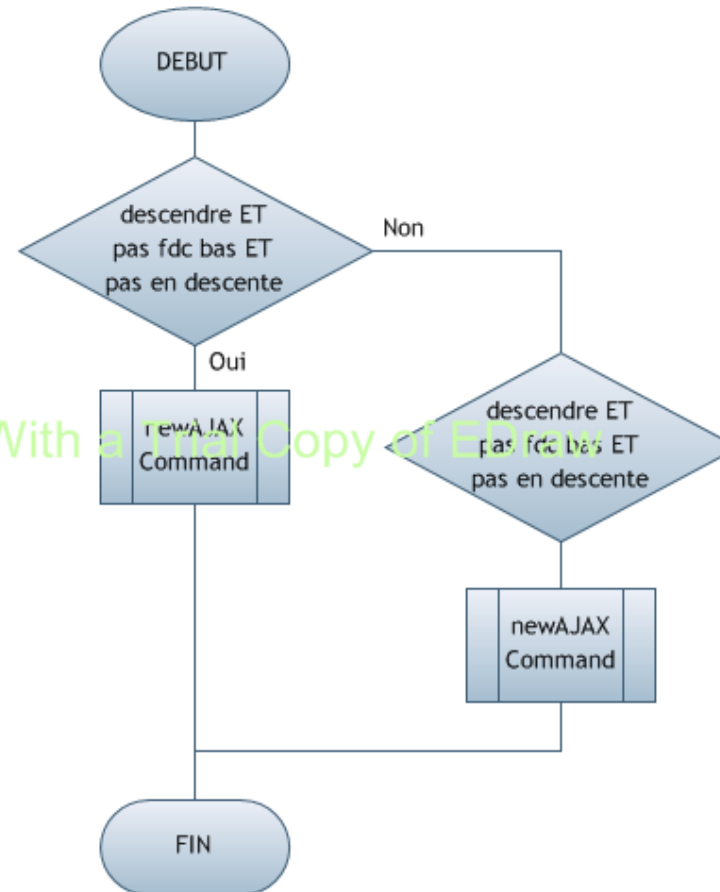 DEBUT
descendre ET
pas fdc bas ET
pas en descente
Non
Oui
newAJAX
Command
descendre ET
pas fdc bas ET
pas en descente
With a Trial Copy of EDraw
newAJAX
Command
FIN